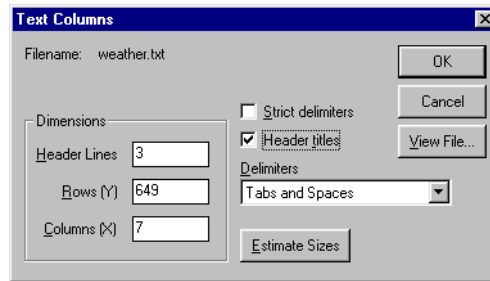 Text Columns
Filename: weather.txt
OK
Cancel
View File...
Dimensions
Header Lines 3
Rows (Y) 649
Columns (X) 7
Strict delimiters
Header titles
Delimiters
Tabs and Spaces
Estimate Sizes